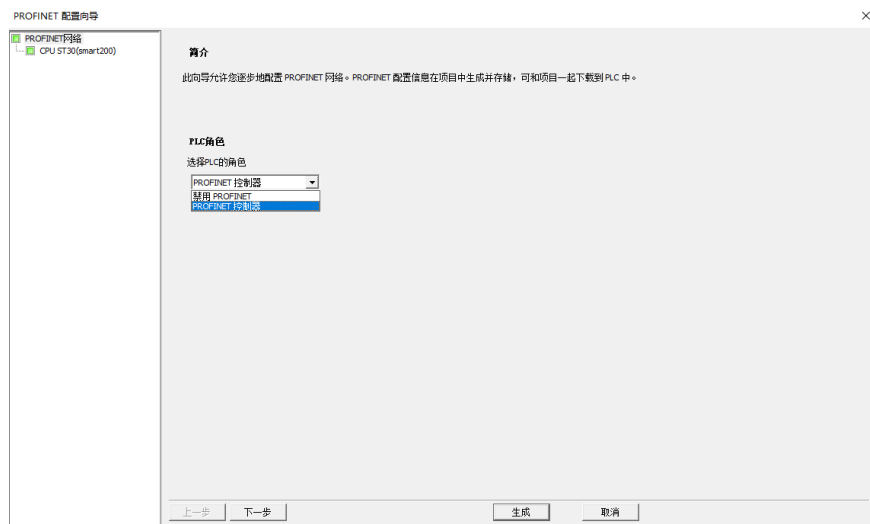 PROFINET 配置向导
PROFINET网络
CPU ST30(smart200)
简介
此向导允许您逐步地配置 PROFINET 网络。PROFINET 配置信息在项目中生成并存储，可和项目一起下载到 PLC 中。
PLC角色
选择PLC的角色
PROFINET 控制器
禁用 PROFINET
PROFINET 控制器
上一步 下一步 生成 取消